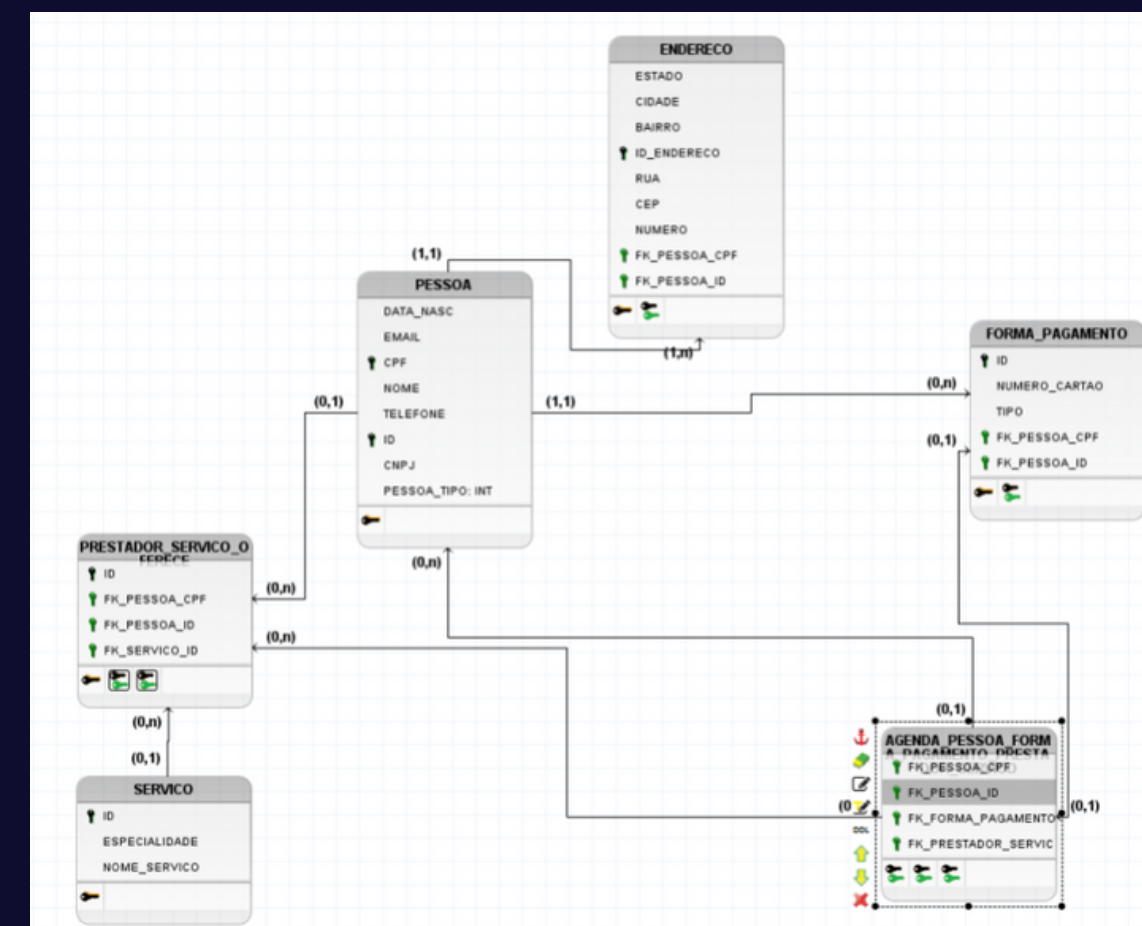 ENDERECO
ESTADO
CIDADE
BAIRRO
ID_ENDERECO
RUA
CEP
NUMERO
FK_PESSOA_CPF
FK_PESSOA_ID
(1,1)
(1,n)
PESSOA
DATA_NASC
EMAIL
CPF
NOME
TELEFONE
ID
CNPJ
PESSOA_TIPO: INT
(0,1)
(1,1)
(0,n)
FORMA_PAGAMENTO
ID
NUMERO_CARTAO
TIPO
FK_PESSOA_CPF
FK_PESSOA_ID
(0,n)
(0,1)
PRESTADOR_SERVICO_O
FERECE
ID
FK_PESSOA_CPF
FK_PESSOA_ID
FK_SERVICO_ID
(0,n)
(0,n)
(0,n)
(0,1)
SERVICO
ID
ESPECIALIDADE
NOME_SERVICO
(0,1)
AGENDA_PESSOA_FORM
A_PAGAMENTO_PRESTA
FK_PESSOA_CPF
FK_PESSOA_ID
FK_FORMA_PAGAMENTO
FK_PRESTADOR_SERVIC
(0
DDL
(0,1)